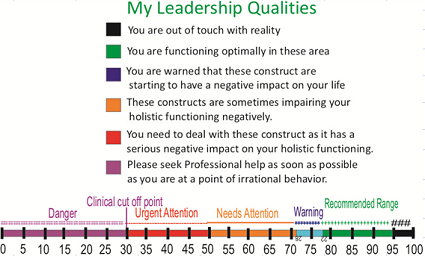 My Leadership Qualities
You are out of touch with reality
You are functioning optimally in these area
You are warned that these construct are
starting to have a negative impact on your life
These constructs are sometimes impairing your
holistic functioning negatively.
You need to deal with these construct as it has a
serious negative impact on your holistic functioning.
Please seek Professional help as soon as possible
as you are at a point of irrational behavior.
Clinical cut off point
Danger Urgent Attention Needs Attention Warning Recommended Range
###
0 5 10 15 20 25 30 35 40 45 50 55 60 65 70 75 80 85 90 95 100